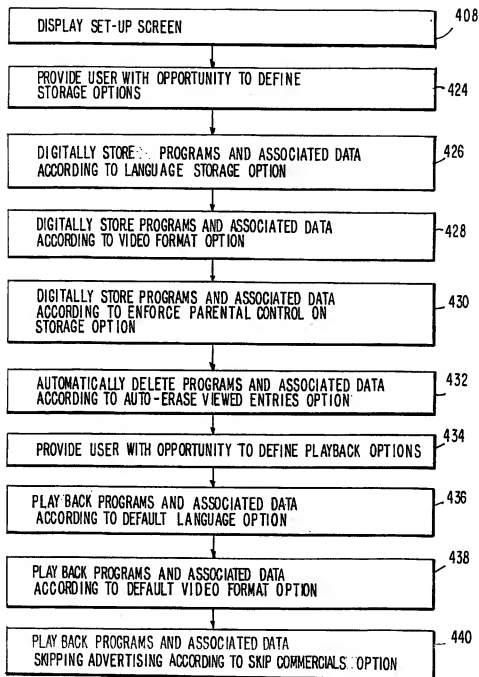 DISPLAY SET-UP SCREEN
408
PROVIDE USER WITH OPPORTUNITY TO DEFINE
STORAGE OPTIONS
424
DIGITALLY STORE PROGRAMS AND ASSOCIATED DATA
ACCORDING TO LANGUAGE STORAGE OPTION
426
DIGITALLY STORE PROGRAMS AND ASSOCIATED DATA
ACCORDING TO VIDEO FORMAT OPTION
428
DIGITALLY STORE PROGRAMS AND ASSOCIATED DATA
ACCORDING TO ENFORCE PARENTAL CONTROL ON
STORAGE OPTION
430
AUTOMATICALLY DELETE PROGRAMS AND ASSOCIATED DATA
ACCORDING TO AUTO-ERASE VIEWED ENTRIES OPTION
432
PROVIDE USER WITH OPPORTUNITY TO DEFINE PLAYBACK OPTIONS
434
PLAY BACK PROGRAMS AND ASSOCIATED DATA
ACCORDING TO DEFAULT LANGUAGE OPTION
436
PLAY BACK PROGRAMS AND ASSOCIATED DATA
ACCORDING TO DEFAULT VIDEO FORMAT OPTION
438
PLAY BACK PROGRAMS AND ASSOCIATED DATA
SKIPPING ADVERTISING ACCORDING TO SKIP COMMERCIALS OPTION
440